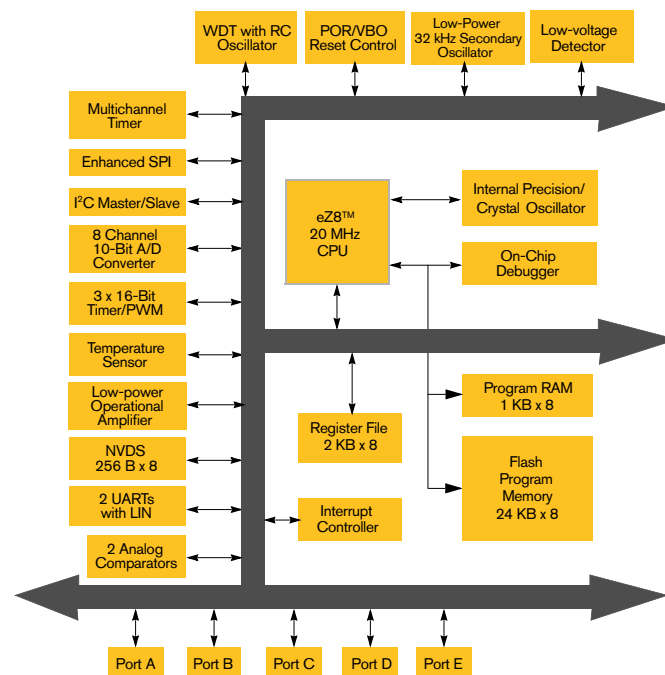 WDT with RC
Oscillator
POR/VBO
Reset Control
Low-Power
32 kHz Secondary
Oscillator
Low-voltage
Detector
Multichannel
Timer
Enhanced SPI
I²C Master/Slave
8 Channel
10-Bit A/D
Converter
3 x 16-Bit
Timer/PWM
Temperature
Sensor
Low-power
Operational
Amplifier
NVDS
256 B x 8
2 UARTs
with LIN
2 Analog
Comparators
eZ8™
20 MHz
CPU
Internal Precision/
Crystal Oscillator
On-Chip
Debugger
Register File
2 KB x 8
Program RAM
1 KB x 8
Flash
Program
Memory
24 KB x 8
Interrupt
Controller
Port A
Port B
Port C
Port D
Port E